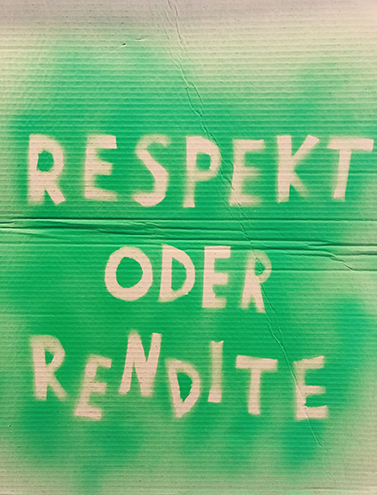 RESPEKT
ODER
RENDITE